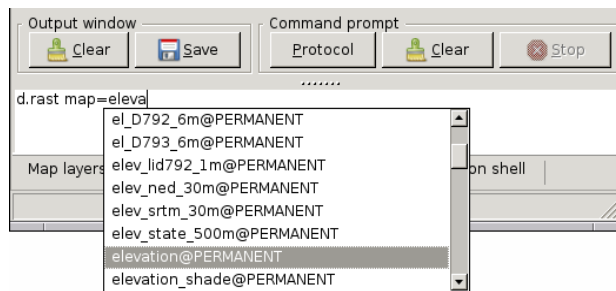 Output window
Command prompt
Clear
Save
Protocol
Clear
Stop
d.rast map=eleva
el_D792_6m@PERMANENT
el_D793_6m@PERMANENT
elev_lid792_1m@PERMANENT
elev_ned_30m@PERMANENT
elev_srtm_30m@PERMANENT
elev_state_500m@PERMANENT
elevation@PERMANENT
elevation_shade@PERMANENT
Map layers
on shell